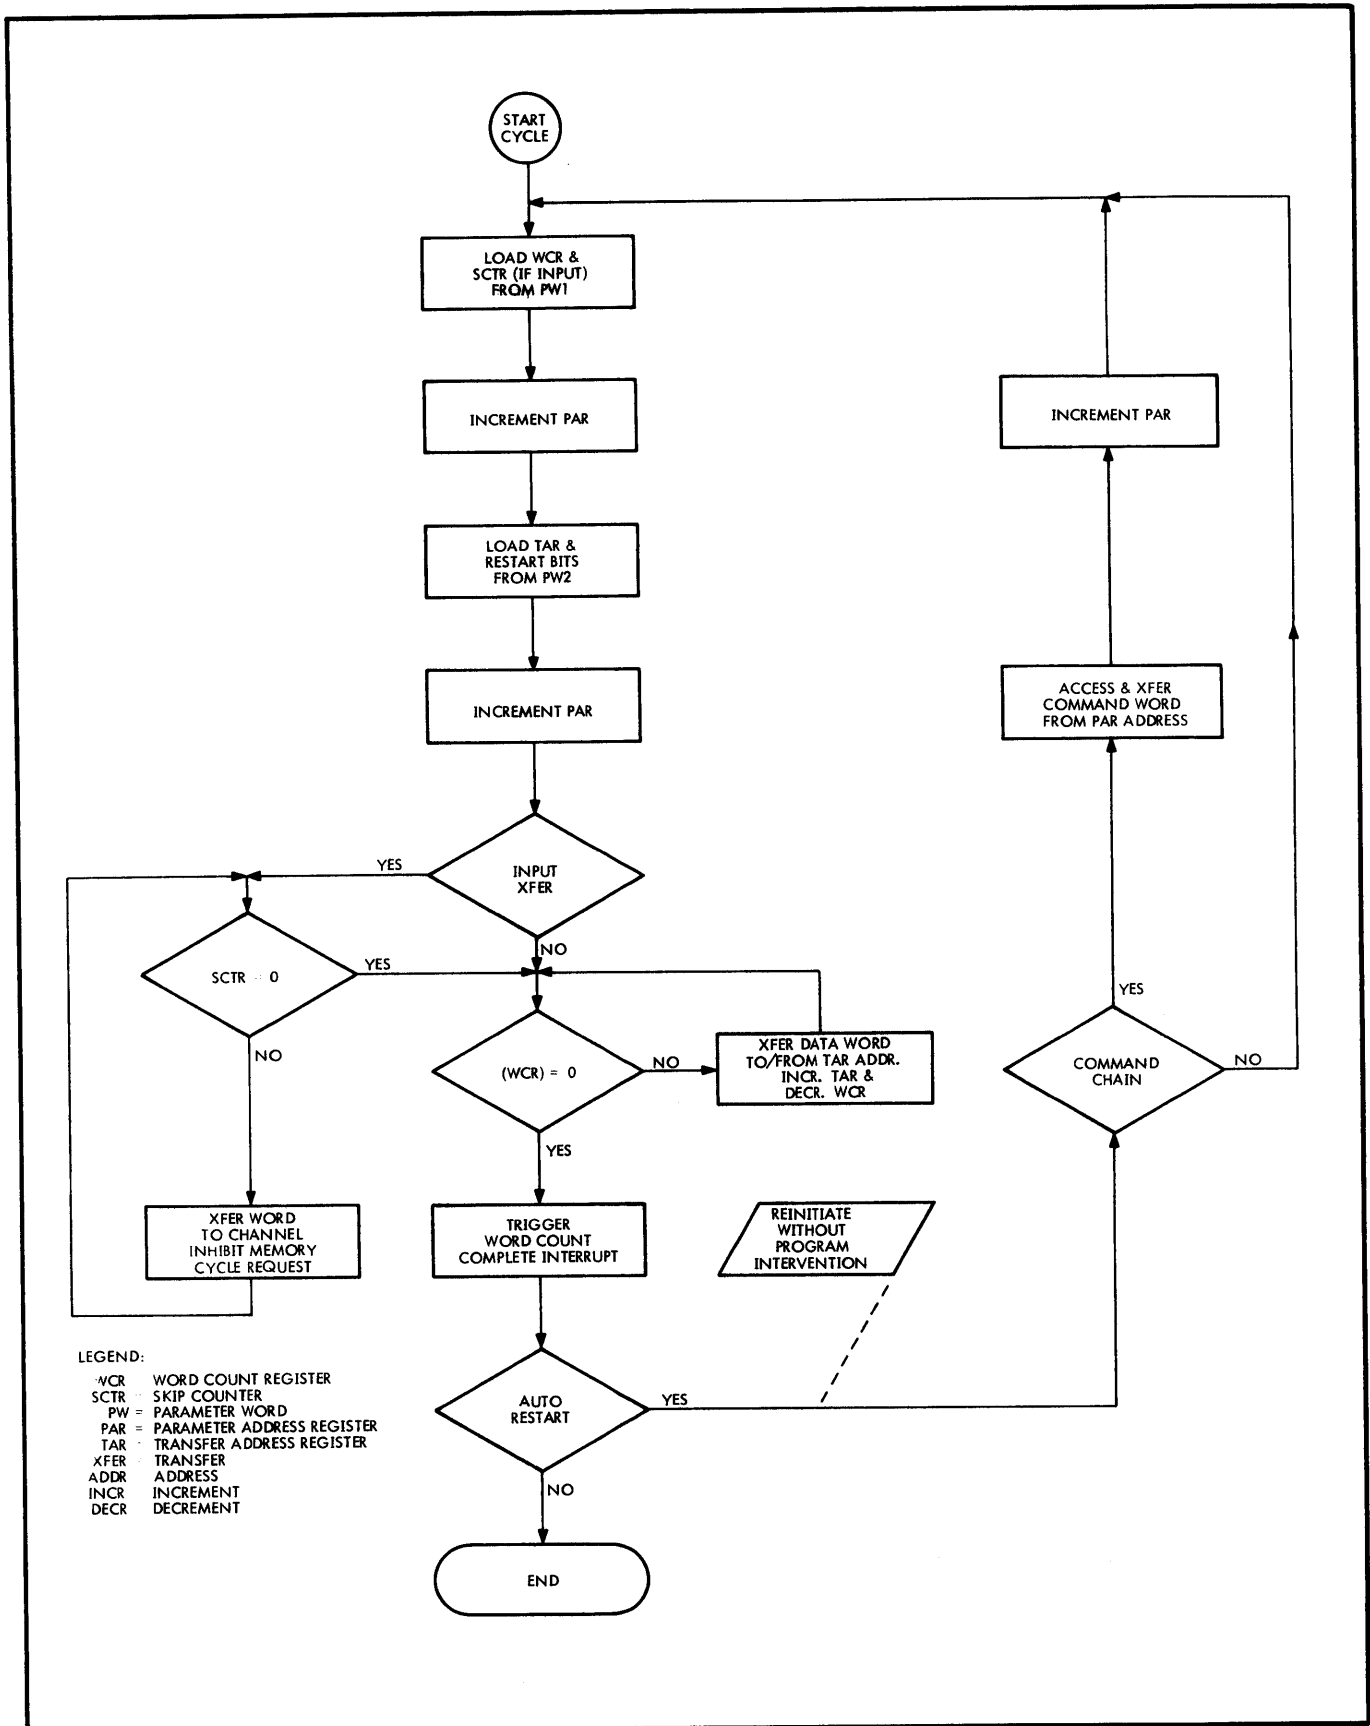 START
CYCLE
LOAD WCR &
SCTR (IF INPUT)
FROM PW1
INCREMENT PAR
LOAD TAR &
RESTART BITS
FROM PW2
INCREMENT PAR
INPUT
XFER
YES
NO
SCTR = 0
YES
NO
XFER WORD
TO CHANNEL
INHIBIT MEMORY
CYCLE REQUEST
(WCR) = 0
NO
YES
XFER DATA WORD
TO/FROM TAR ADDR.
INCR. TAR &
DECR. WCR
TRIGGER
WORD COUNT
COMPLETE INTERRUPT
REINITIATE
WITHOUT
PROGRAM
INTERVENTION
AUTO
RESTART
YES
NO
END
COMMAND
CHAIN
YES
NO
ACCESS & XFER
COMMAND WORD
FROM PAR ADDRESS
INCREMENT PAR
LEGEND:
WCR WORD COUNT REGISTER
SCTR SKIP COUNTER
PW = PARAMETER WORD
PAR = PARAMETER ADDRESS REGISTER
TAR TRANSFER ADDRESS REGISTER
XFER TRANSFER
ADDR ADDRESS
INCR INCREMENT
DECR DECREMENT